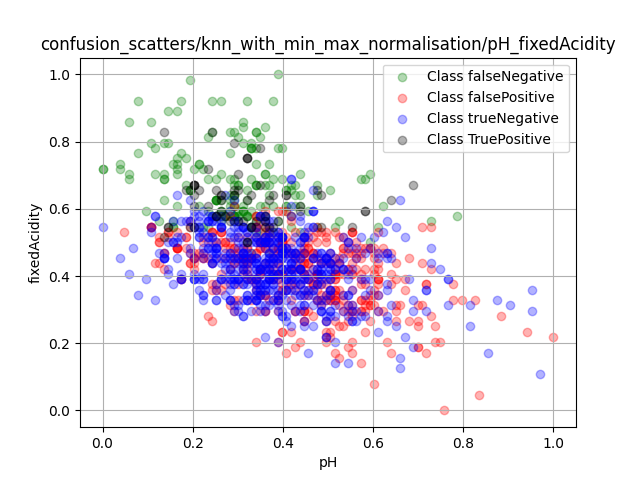 confusion_scatters/knn_with_min_max_normalisation/pH_fixedAcidity
Class falseNegative
Class falsePositive
Class trueNegative
Class TruePositive
fixedAcidity
1.0
0.8
0.6
0.4
0.2
0.0
0.0 0.2 0.4 0.6 0.8 1.0
pH